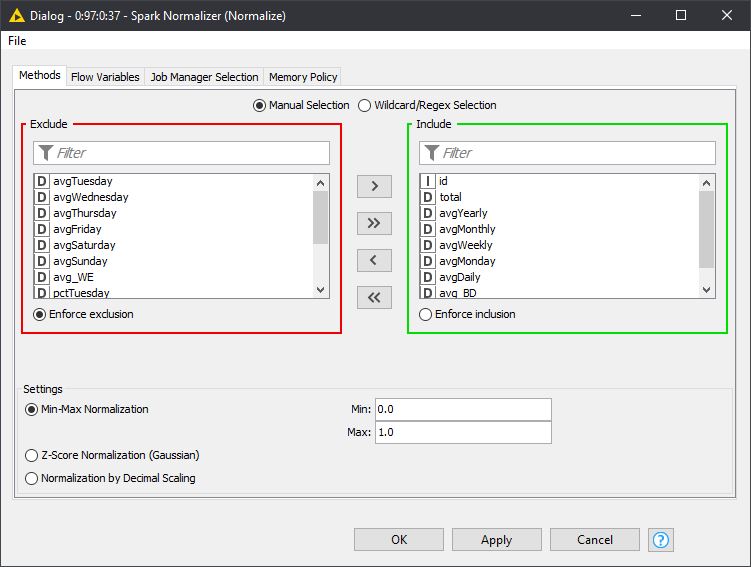 Dialog - 0:97:0:37 - Spark Normalizer (Normalize)
File
Methods Flow Variables Job Manager Selection Memory Policy
Manual Selection Wildcard/Regex Selection
Exclude
Filter
D avgTuesday
D avgWednesday
D avgThursday
D avgFriday
D avgSaturday
D avgSunday
D avg_WE
D pctTuesday
Enforce exclusion
>
>>
<
<<
Include
Filter
I id
D total
D avgYearly
D avgMonthly
D avgWeekly
D avgMonday
D avgDaily
D avg_BD
Enforce inclusion
Settings
Min-Max Normalization
Min: 0.0
Max: 1.0
Z-Score Normalization (Gaussian)
Normalization by Decimal Scaling
OK Apply Cancel ?